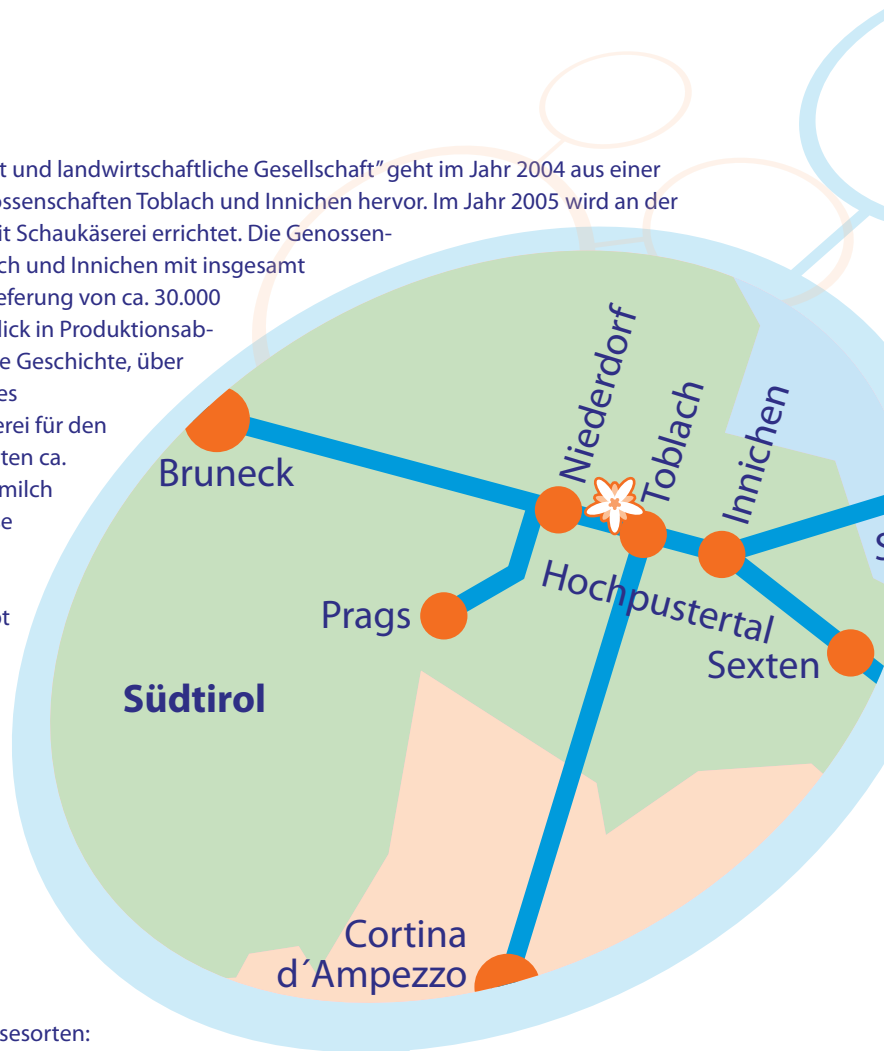 t und landwirtschaftliche Gesellschaft” geht im Jahr 2004 aus einer
ossenschaften Toblach und Innichen hervor. Im Jahr 2005 wird an der
it Schaukäserei errichtet. Die Genossen-
ch und Innichen mit insgesamt
eferung von ca. 30.000
lick in Produktionsab-
e Geschichte, über
es
erei für den
ten ca.
milch
e
Niederdorf
Toblach
Innichen
Bruneck
Hochpustertal
Prags
Sexten
Südtirol
Cortina
d´Ampezzo
sesorten: